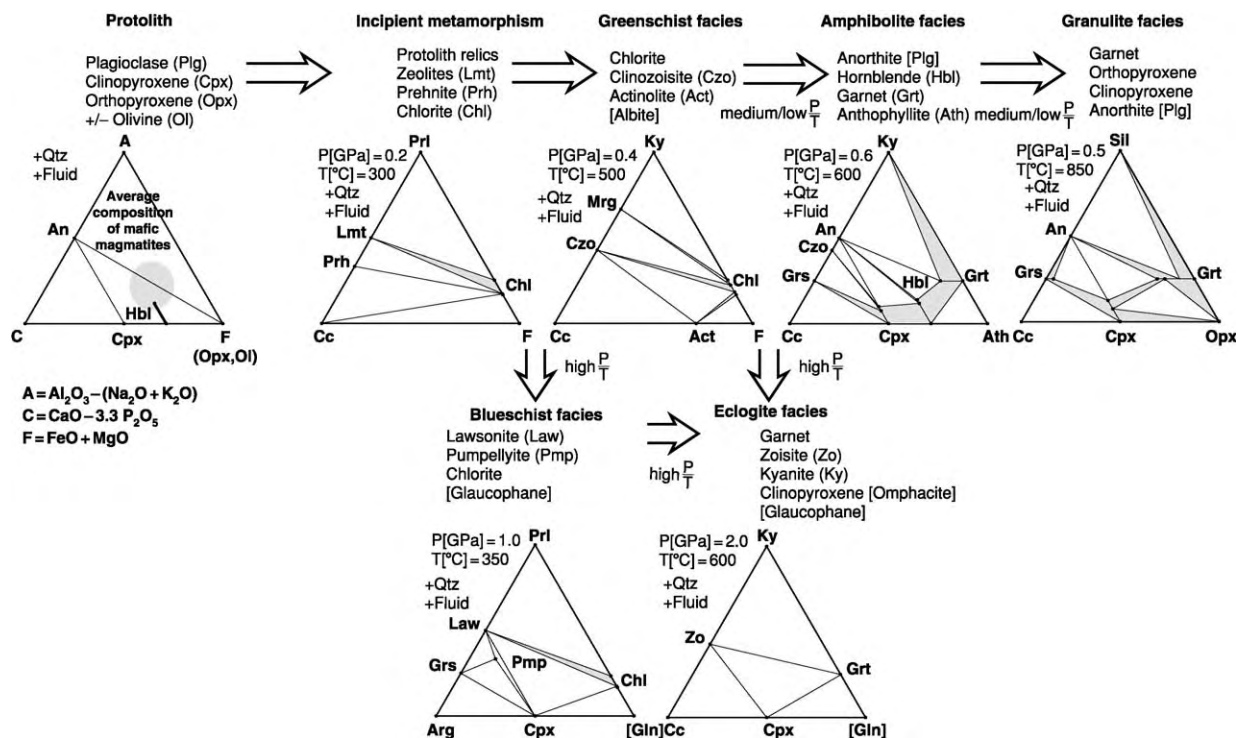 Protolith
Plagioclase (Plg)
Clinopyroxene (Cpx)
Orthopyroxene (Opx)
+/− Olivine (Ol)
Incipient metamorphism
Protolith relics
Zeolites (Lmt)
Prehnite (Prh)
Chlorite (Chl)
Greenschist facies
Chlorite
Clinozoisite (Czo)
Actinolite (Act)
[Albite]
medium/low P/T
Amphibolite facies
Anorthite [Plg]
Hornblende (Hbl)
Garnet (Grt)
Anthophyllite (Ath)
medium/low P/T
Granulite facies
Garnet
Orthopyroxene
Clinopyroxene
Anorthite [Plg]
A
+Qtz
+Fluid
Average
composition
of mafic
magmatites
An
Hbl
C
Cpx
F
(Opx,Ol)
Prl
P[GPa]=0.2
T[°C]=300
+Qtz
+Fluid
Lmt
Prh
Chl
Cc
F
Ky
P[GPa]=0.4
T[°C]=500
+Qtz
+Fluid
Mrg
Czo
Chl
Cc
Act
F
Ky
P[GPa]=0.6
T[°C]=600
+Qtz
+Fluid
An
Czo
Grs
Hbl
Grt
Cc
Cpx
Ath
Sil
P[GPa]=0.5
T[°C]=850
+Qtz
+Fluid
An
Grs
Grt
Cc
Cpx
Opx
A=Al₂O₃−(Na₂O+K₂O)
C=CaO−3.3 P₂O₅
F=FeO+MgO
high P/T
high P/T
Blueschist facies
Lawsonite (Law)
Pumpellyite (Pmp)
Chlorite
[Glaucophane]
high P/T
Eclogite facies
Garnet
Zoisite (Zo)
Kyanite (Ky)
Clinopyroxene [Omphacite]
[Glaucophane]
Prl
P[GPa]=1.0
T[°C]=350
+Qtz
+Fluid
Law
Grs
Pmp
Chl
Arg
Cpx
[Gln]
Ky
P[GPa]=2.0
T[°C]=600
+Qtz
+Fluid
Zo
Grt
Cc
Cpx
[Gln]